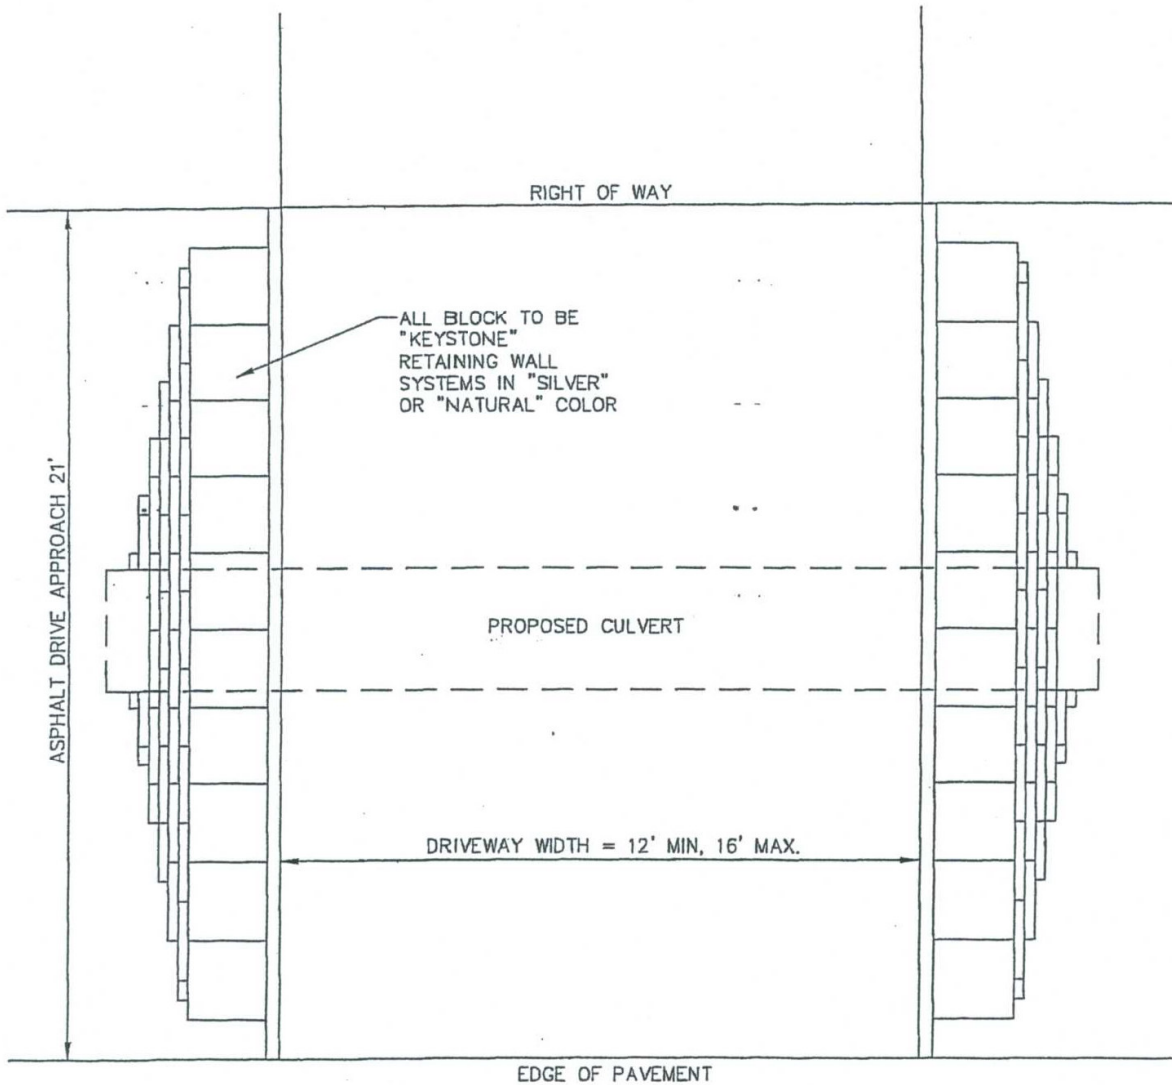 RIGHT OF WAY
ALL BLOCK TO BE
"KEYSTONE"
RETAINING WALL
SYSTEMS IN "SILVER"
OR "NATURAL" COLOR
ASPHALT DRIVE APPROACH 21'
PROPOSED CULVERT
DRIVEWAY WIDTH = 12' MIN, 16' MAX.
EDGE OF PAVEMENT